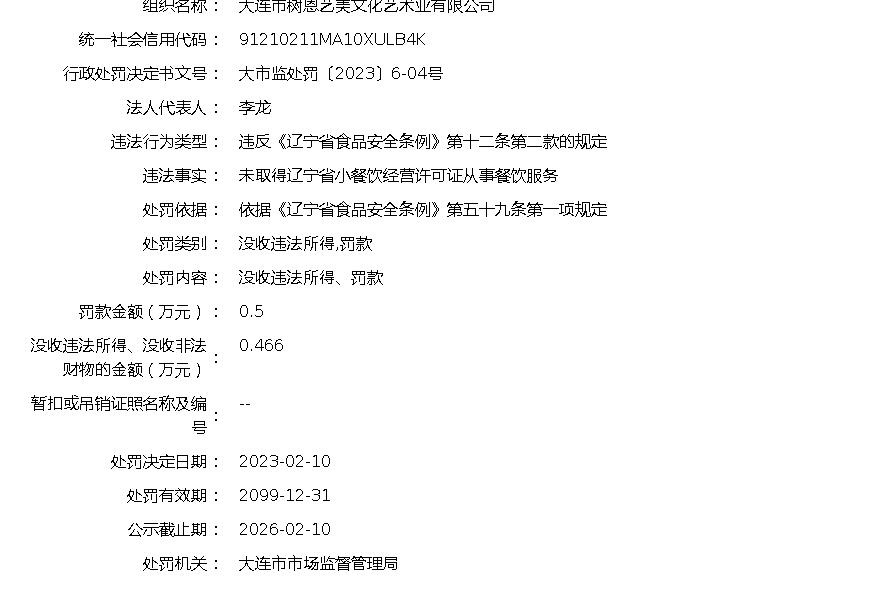 组织名称： 大连市树恩艺美文化艺术业有限公司
统一社会信用代码： 91210211MA10XULB4K
行政处罚决定书文号： 大市监处罚〔2023〕6-04号
法人代表人： 李龙
违法行为类型： 违反《辽宁省食品安全条例》第十二条第二款的规定
违法事实： 未取得辽宁省小餐饮经营许可证从事餐饮服务
处罚依据： 依据《辽宁省食品安全条例》第五十九条第一项规定
处罚类别： 没收违法所得,罚款
处罚内容： 没收违法所得、罚款
罚款金额（万元）： 0.5
没收违法所得、没收非法
财物的金额（万元）： 0.466
暂扣或吊销证照名称及编
号： --
处罚决定日期： 2023-02-10
处罚有效期： 2099-12-31
公示截止期： 2026-02-10
处罚机关： 大连市市场监督管理局